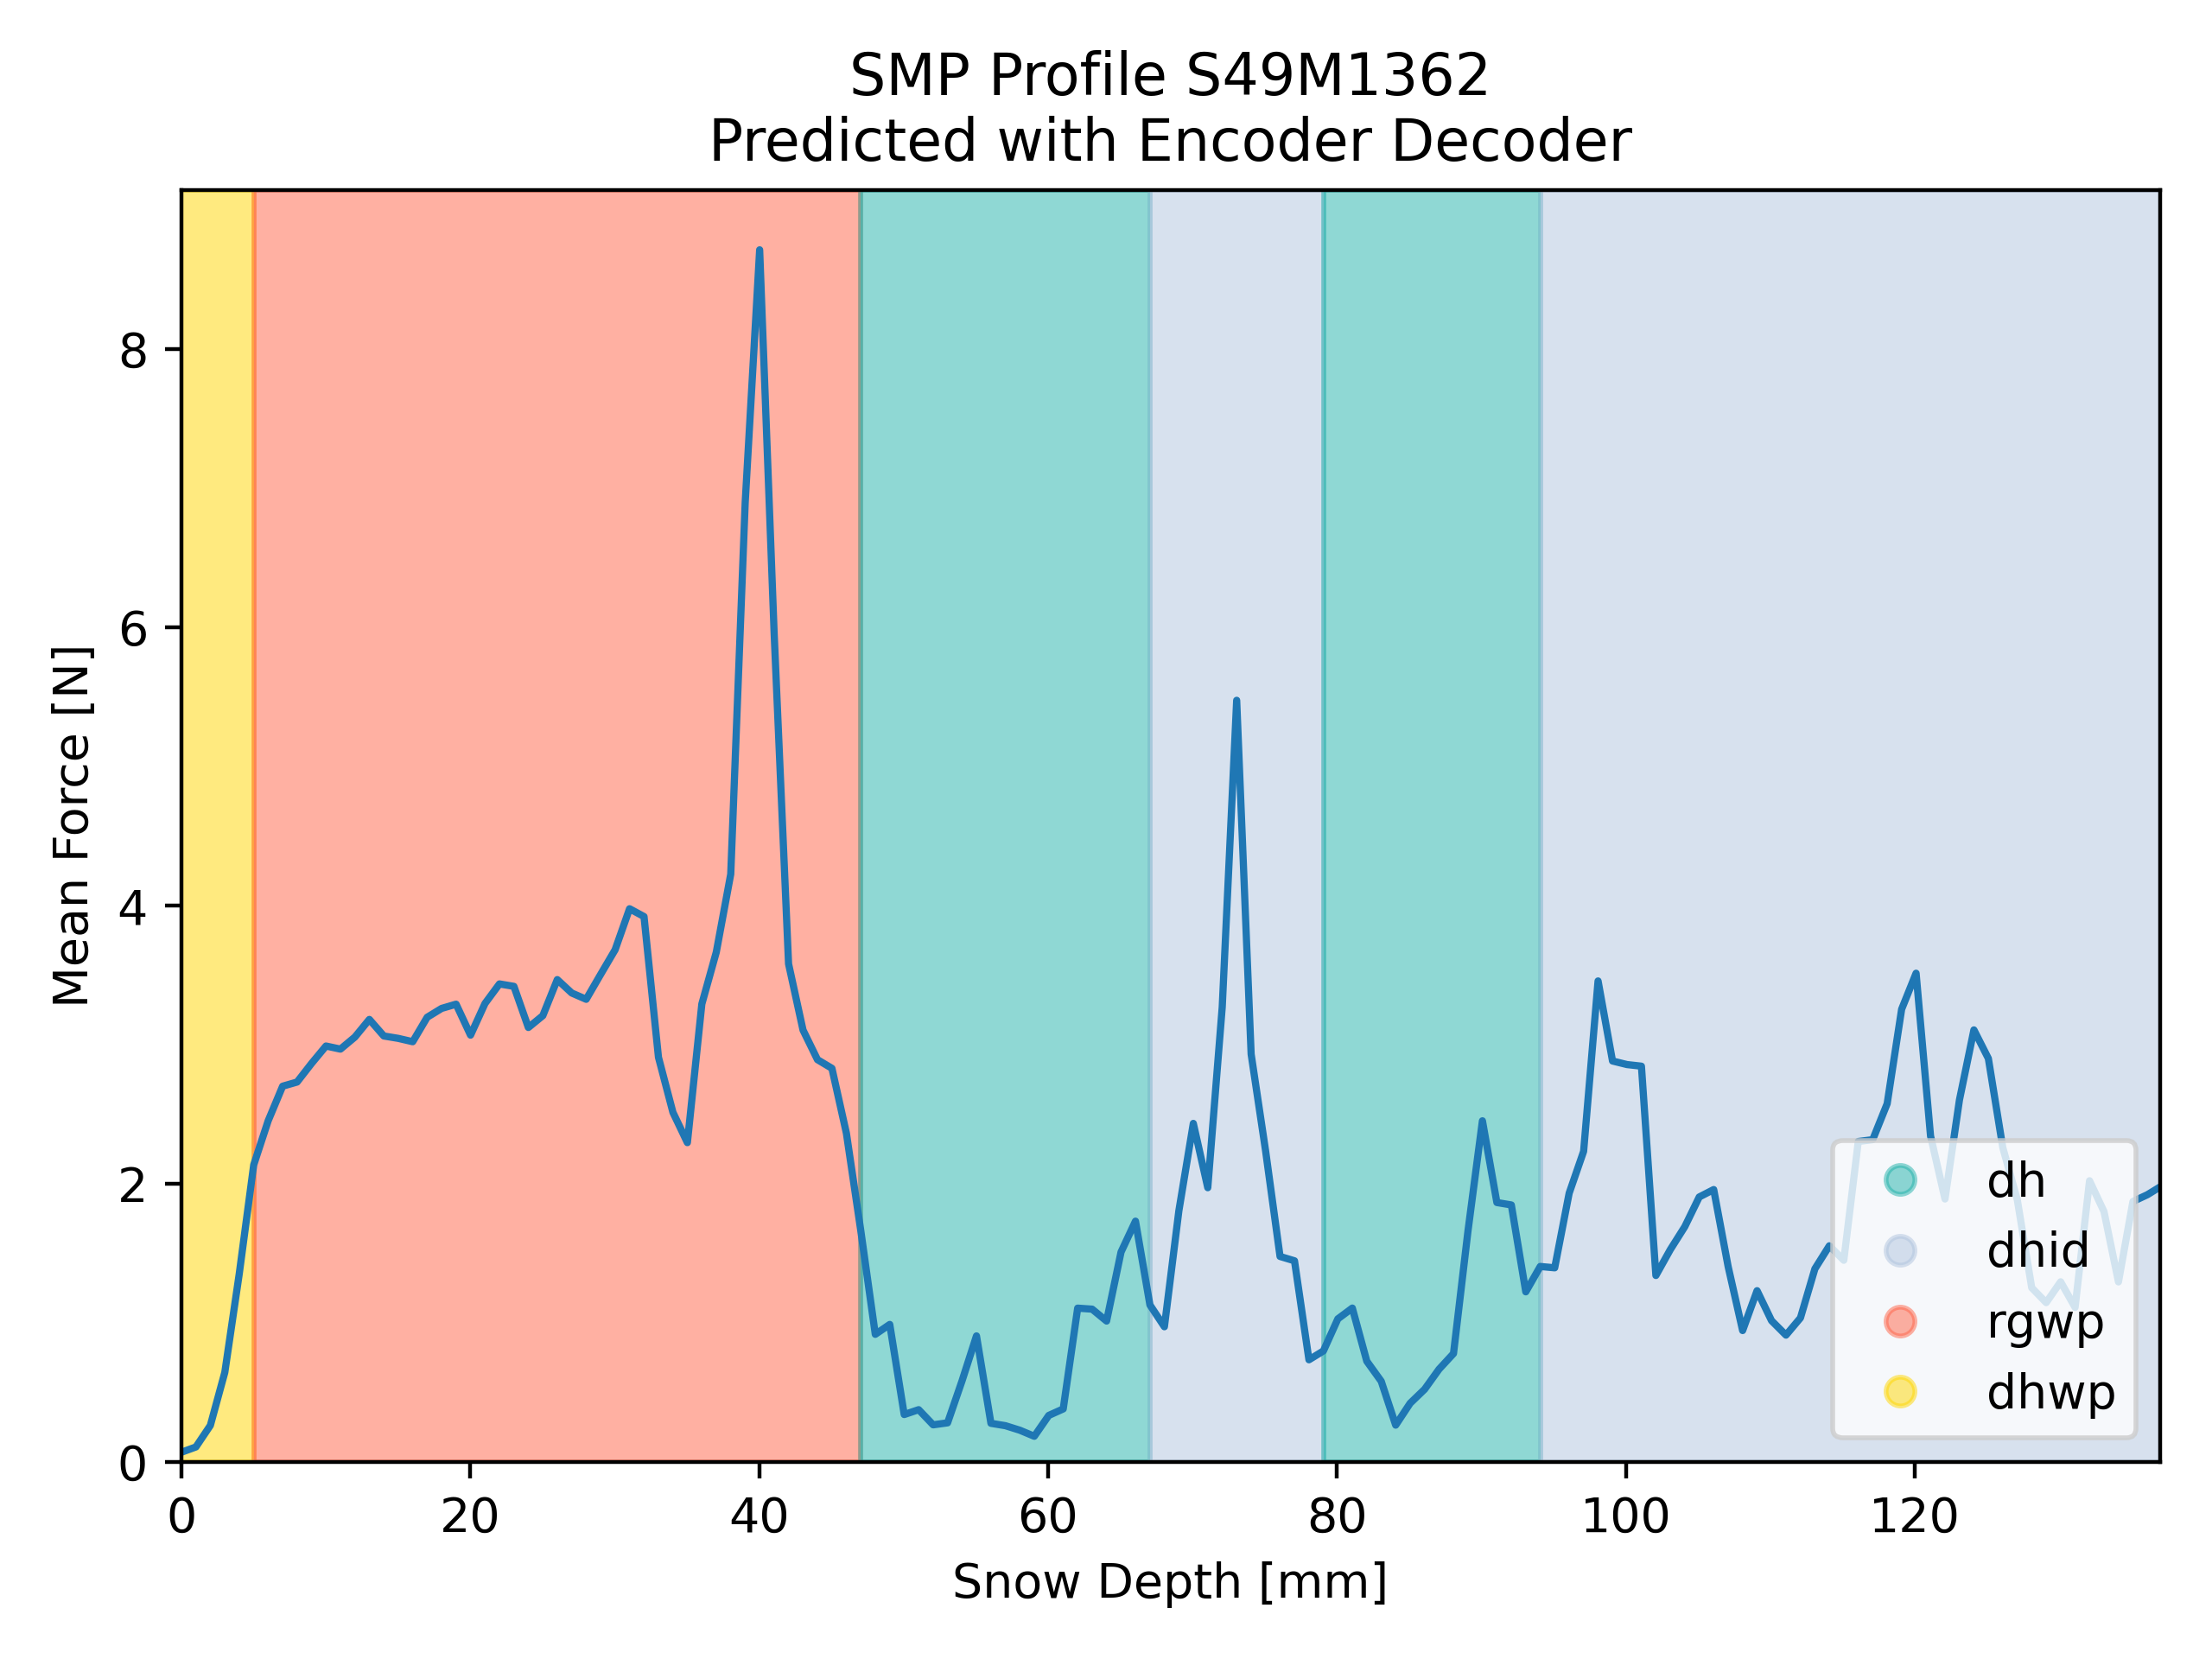 SMP Profile S49M1362
Predicted with Encoder Decoder
Mean Force [N]
8
6
4
2
0
0 20 40 60 80 100 120
Snow Depth [mm]
dh
dhid
rgwp
dhwp